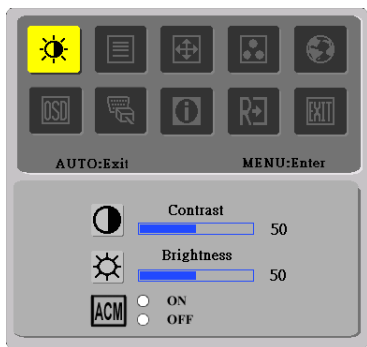 OSD
R
EXIT
AUTO:Exit MENU:Enter
Contrast
50
Brightness
50
ACM
ON
OFF